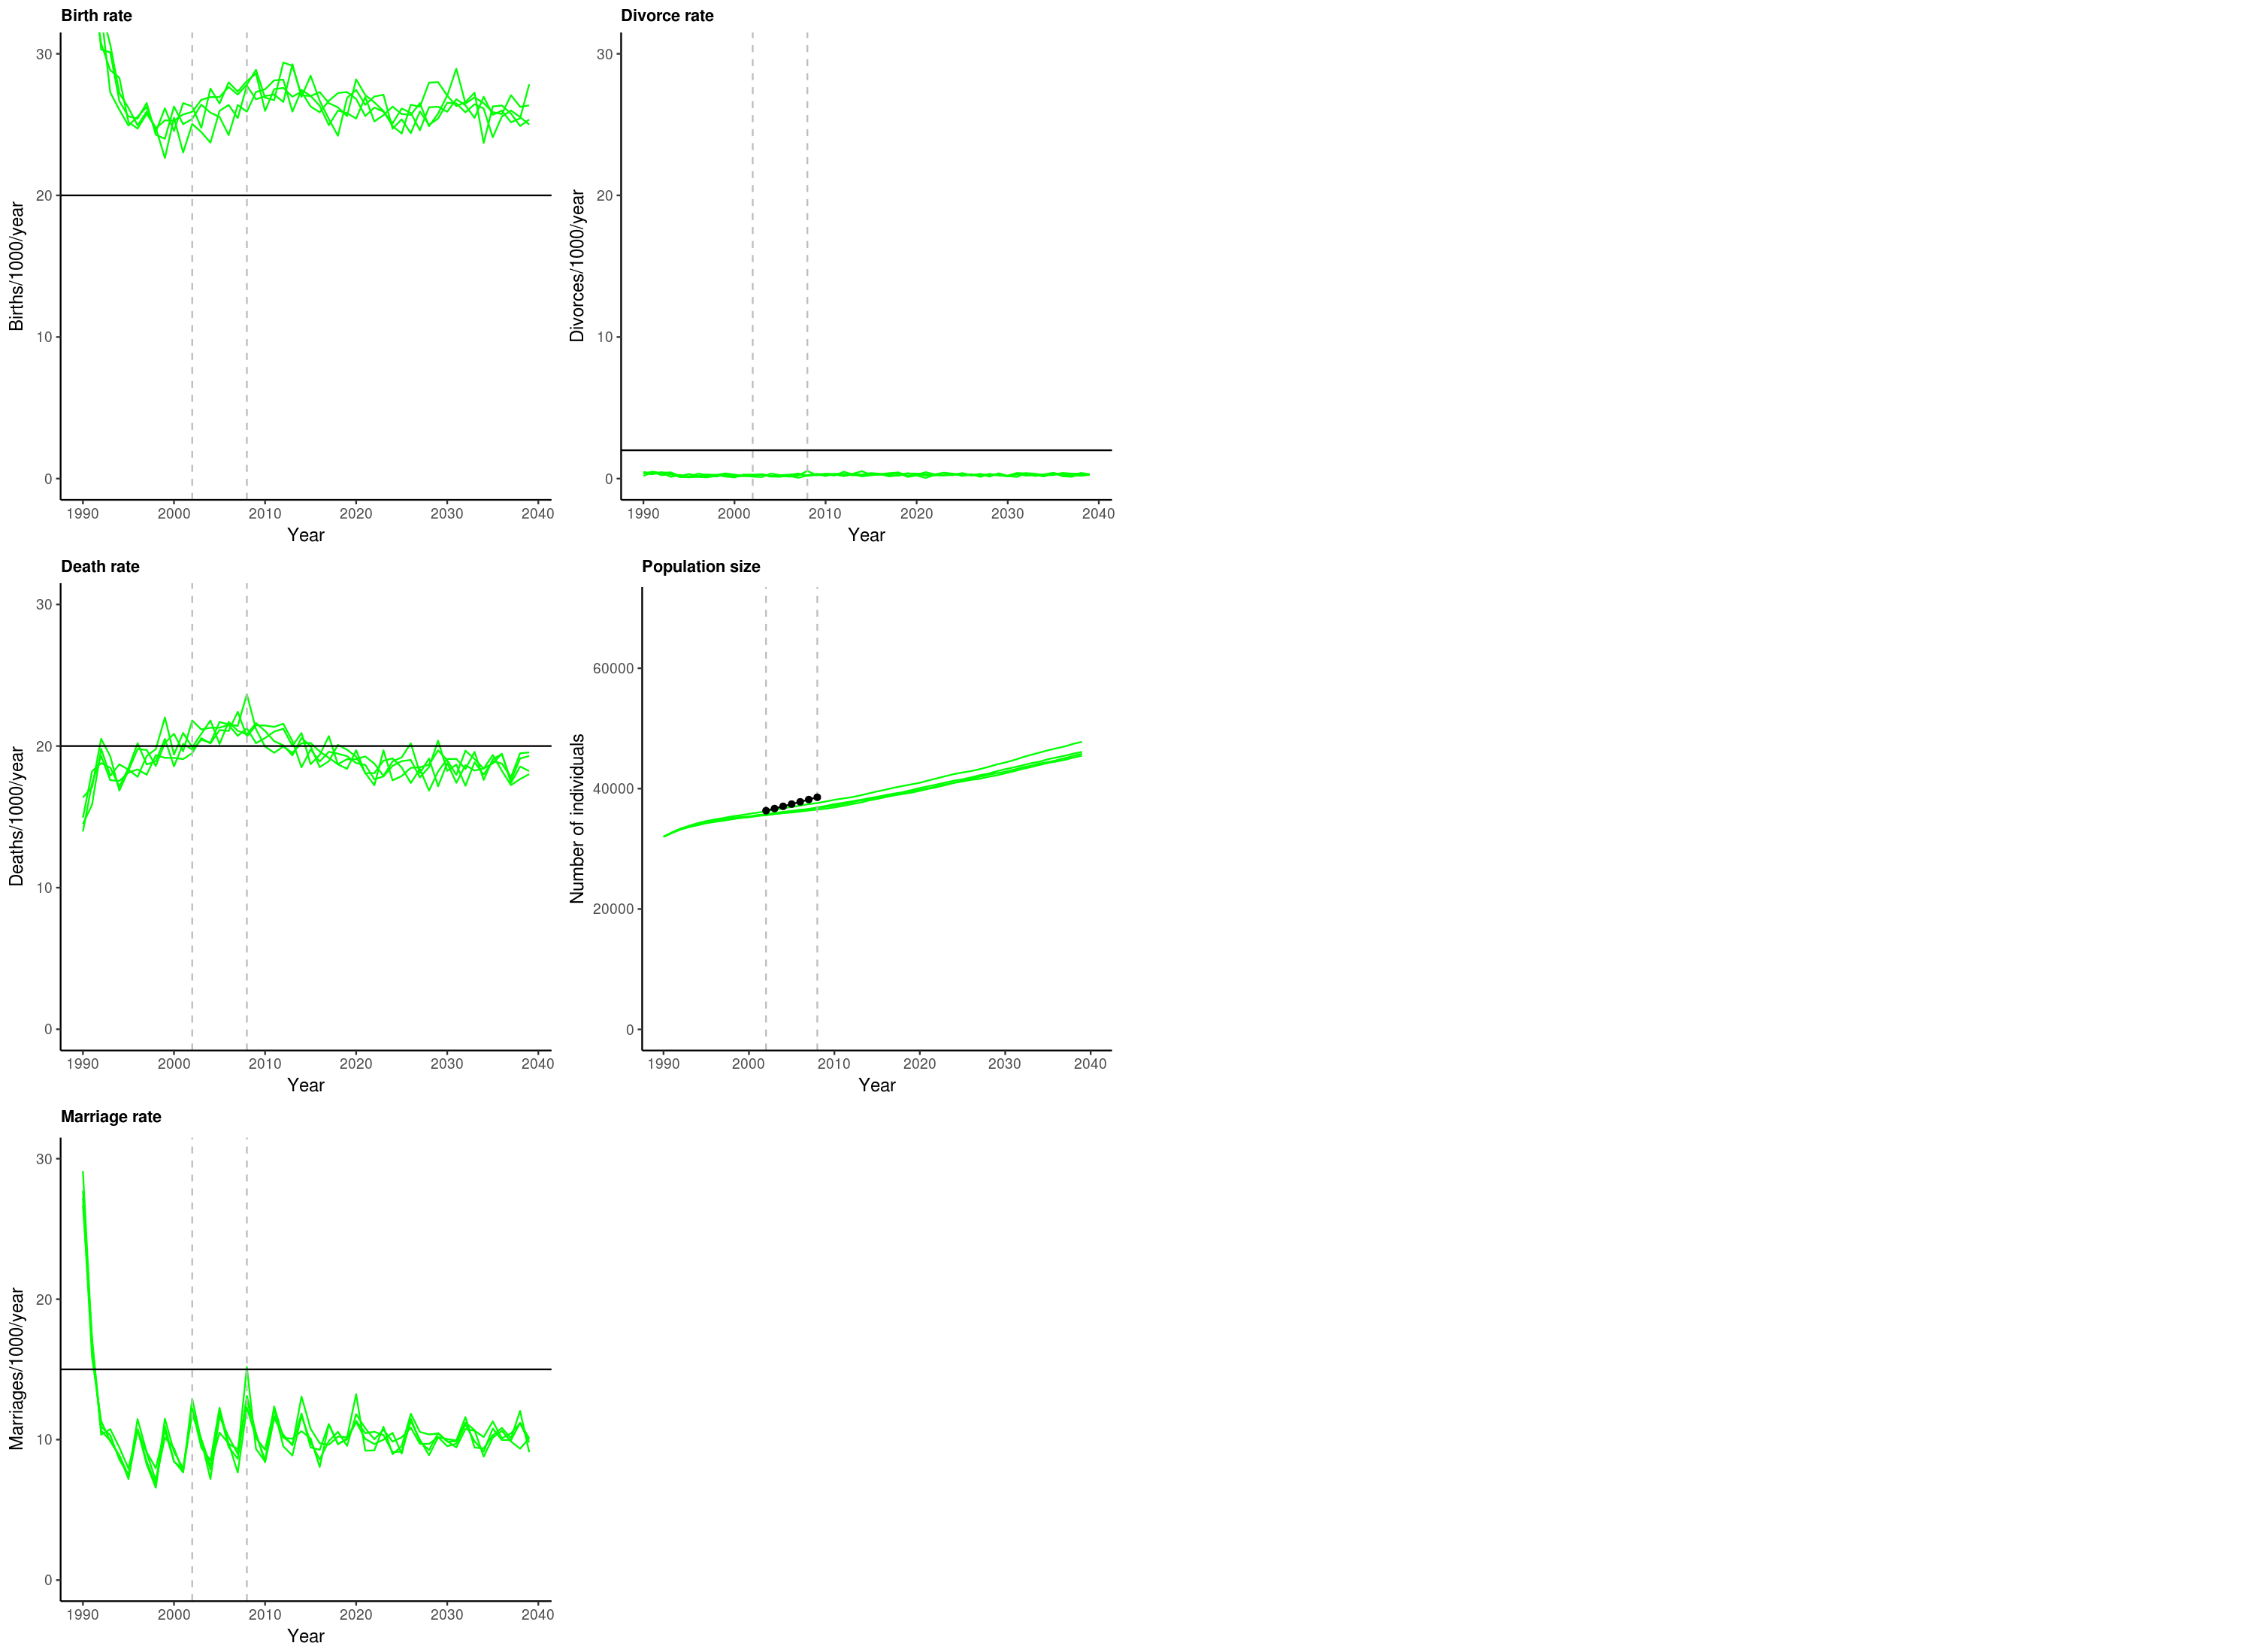 Birth rate
30
20
10
0
Births/1000/year
1990 2000 2010 2020 2030 2040
Year
Divorce rate
30
20
10
0
Divorces/1000/year
1990 2000 2010 2020 2030 2040
Year
Death rate
30
20
10
0
Deaths/1000/year
1990 2000 2010 2020 2030 2040
Year
Population size
60000
40000
20000
0
Number of individuals
1990 2000 2010 2020 2030 2040
Year
Marriage rate
30
20
10
0
Marriages/1000/year
1990 2000 2010 2020 2030 2040
Year